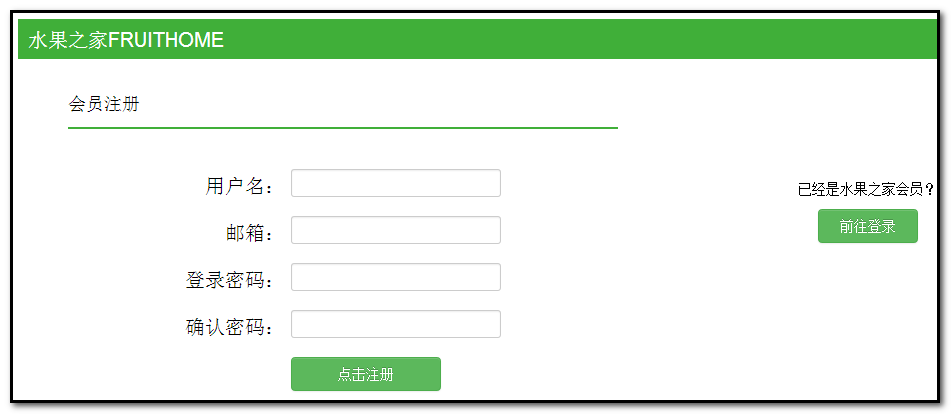 水果之家FRUITHOME
会员注册
用户名：
邮箱：
登录密码：
确认密码：
点击注册
已经是水果之家会员？
前往登录